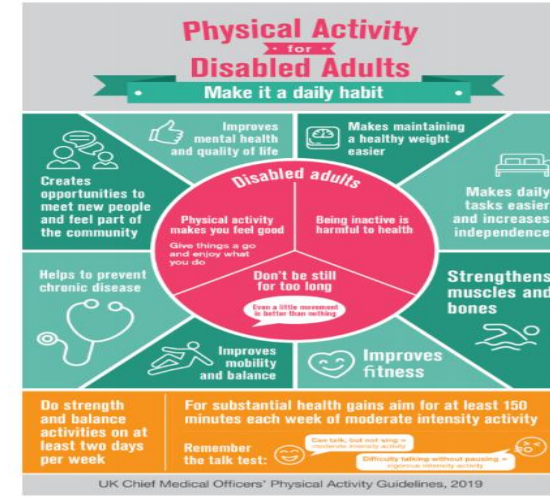 Physical Activity
for
Disabled Adults
Make it a daily habit
Improves
mental health
and quality of life
Makes maintaining
a healthy weight
easier
Creates
opportunities to
meet new people
and feel part of
the community
Makes daily
tasks easier
and increases
independence
Disabled adults
Physical activity
makes you feel good
Give things a go
and enjoy what
you do
Being inactive is
harmful to health
Don't be still
for too long
Even a little movement
is better than nothing
Helps to prevent
chronic disease
Strengthens
muscles and
bones
Improves
mobility
and balance
Improves
fitness
Do strength
and balance
activities on at
least two days
per week
For substantial health gains aim for at least 150
minutes each week of moderate intensity activity
Remember
the talk test:
Can talk, but not sing =
moderate intensity activity
Difficulty talking without pausing =
vigorous intensity activity
UK Chief Medical Officers' Physical Activity Guidelines, 2019